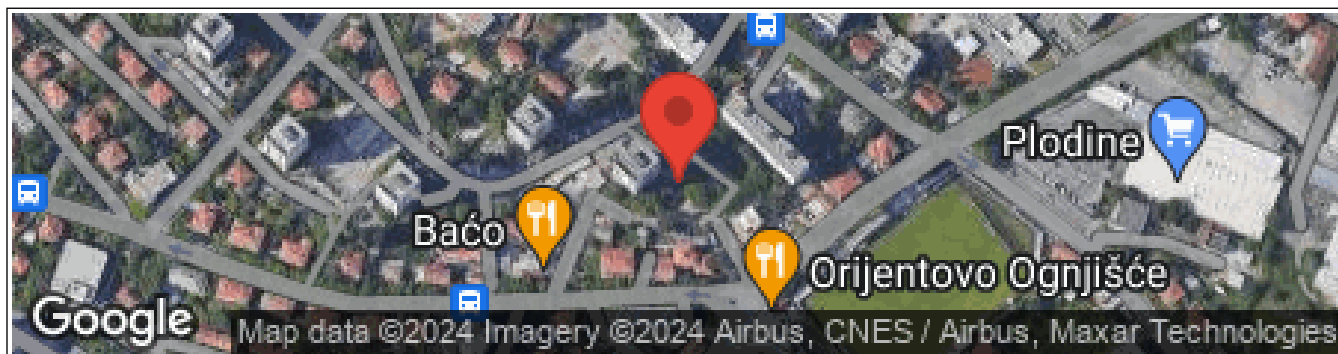 Plodine
Baćo
Orijentovo Ognjišće
Google
Map data ©2024 Imagery ©2024 Airbus, CNES / Airbus, Maxar Technologies